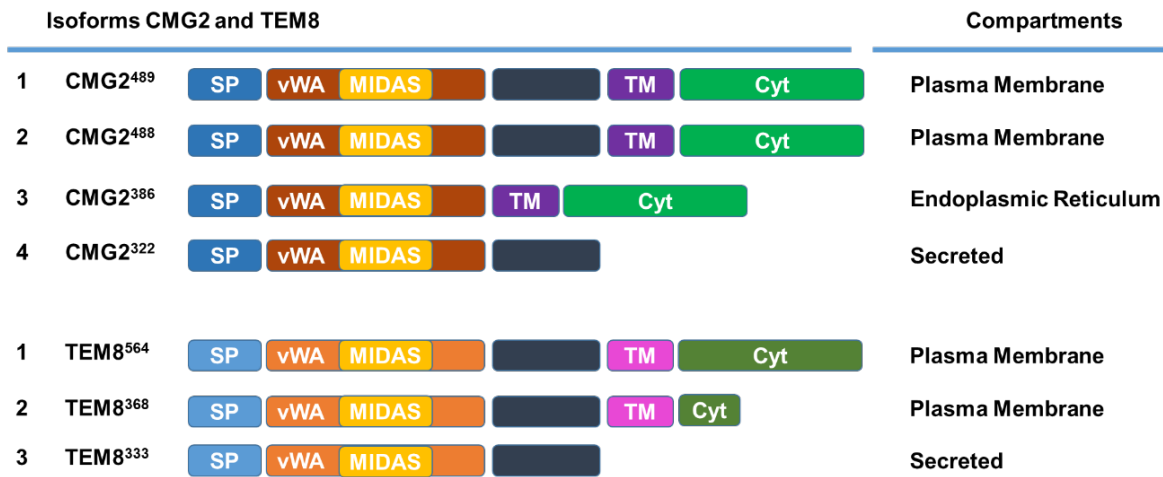 Isoforms CMG2 and TEM8 Compartments
1 CMG2⁴⁸⁹ SP vWA MIDAS TM Cyt Plasma Membrane
2 CMG2⁴⁸⁸ SP vWA MIDAS TM Cyt Plasma Membrane
3 CMG2³⁸⁶ SP vWA MIDAS TM Cyt Endoplasmic Reticulum
4 CMG2³²² SP vWA MIDAS Secreted
1 TEM8⁵⁶⁴ SP vWA MIDAS TM Cyt Plasma Membrane
2 TEM8³⁶⁸ SP vWA MIDAS TM Cyt Plasma Membrane
3 TEM8³³³ SP vWA MIDAS Secreted